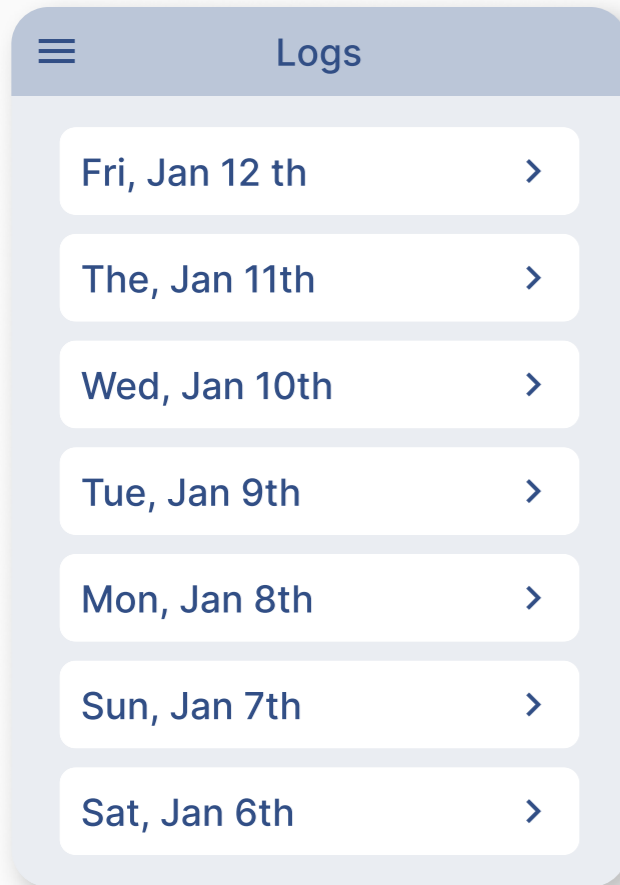 Logs
Fri, Jan 12 th
The, Jan 11th
Wed, Jan 10th
Tue, Jan 9th
Mon, Jan 8th
Sun, Jan 7th
Sat, Jan 6th